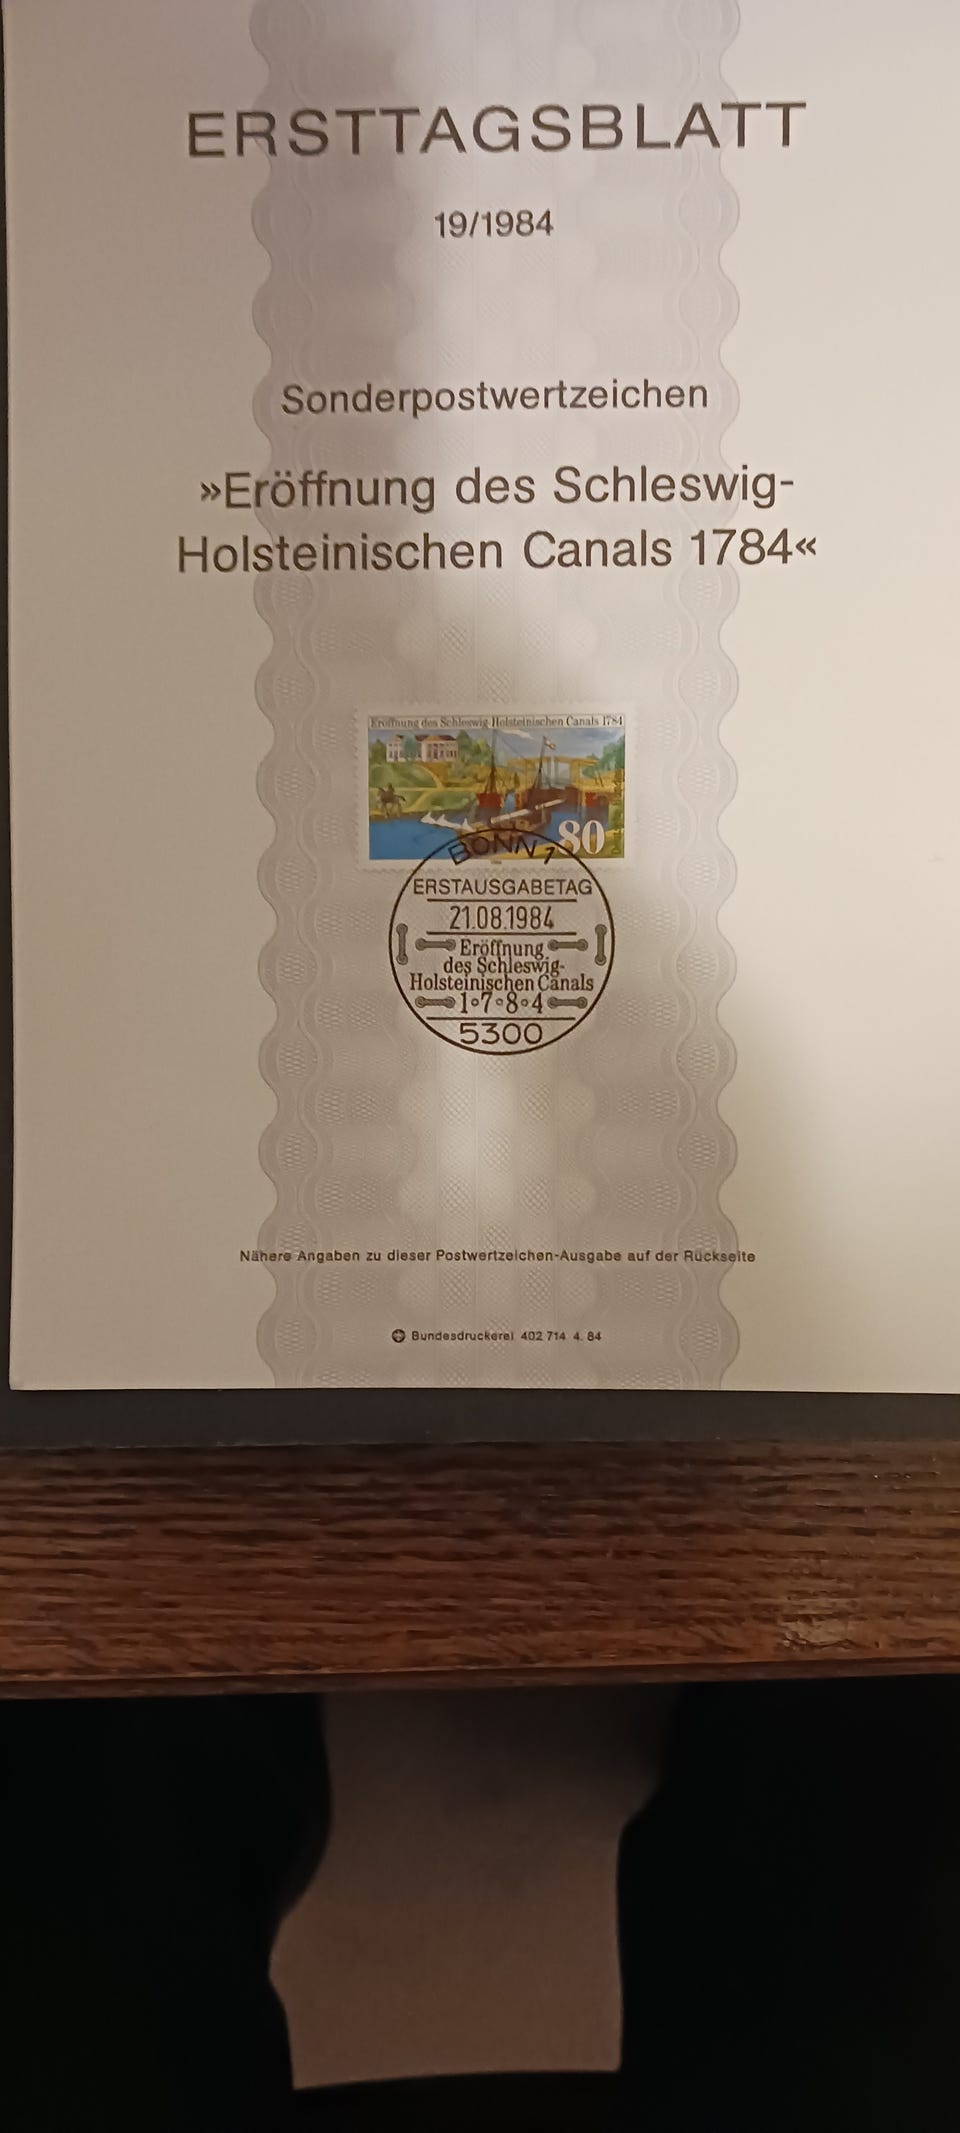 ERSTTAGSBLATT
19/1984
Sonderpostwertzeichen
»Eröffnung des Schleswig-
Holsteinischen Canals 1784«
Eröffnung des Schleswig-Holsteinischen Canals 1784
80
BONN 1
ERSTAUSGABETAG
21.08.1984
Eröffnung
des Schleswig-
Holsteinischen Canals
1∘7∘8∘4
5300
Nähere Angaben zu dieser Postwertzeichen-Ausgabe auf der Rückseite
Bundesdruckerei 402 714 4. 84